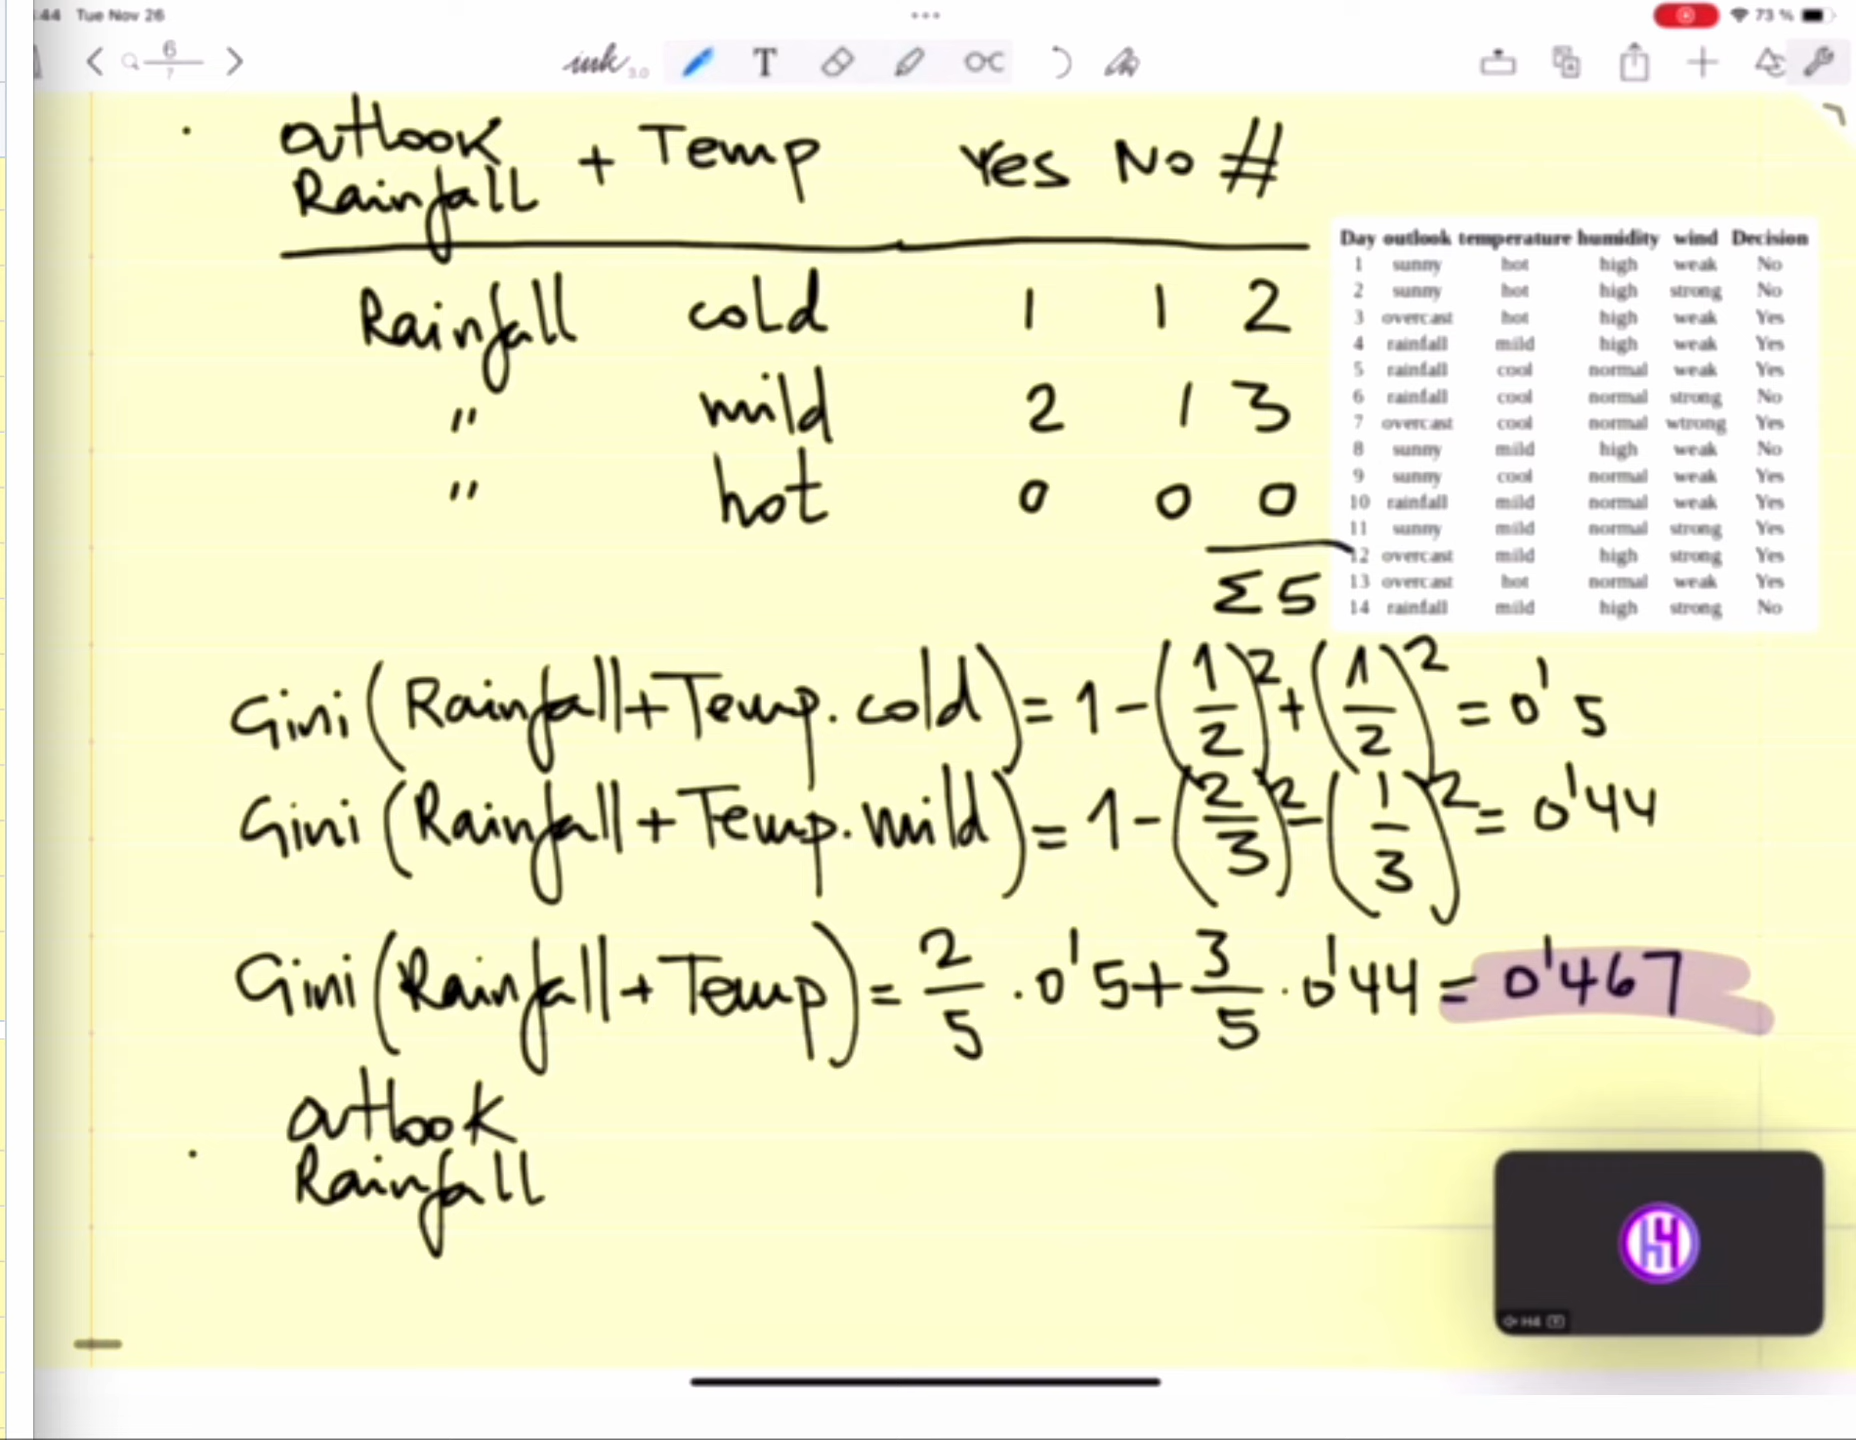 44 Tue Nov 26
73 %
6
7
ink 3.0
T
outlook Rainfall + Temp Yes No #
Rainfall cold 1 1 2
" mild 2 1 3
" hot 0 0 0
Σ5
Day outlook temperature humidity wind Decision
1 sunny hot high weak No
2 sunny hot high strong No
3 overcast hot high weak Yes
4 rainfall mild high weak Yes
5 rainfall cool normal weak Yes
6 rainfall cool normal strong No
7 overcast cool normal wtrong Yes
8 sunny mild high weak No
9 sunny cool normal weak Yes
10 rainfall mild normal weak Yes
11 sunny mild normal strong Yes
12 overcast mild high strong Yes
13 overcast hot normal weak Yes
14 rainfall mild high strong No
Gini (Rainfall+Temp. cold) = 1 - (1/2)² + (1/2)² = 0'5
Gini (Rainfall+Temp. mild) = 1 - (2/3)² - (1/3)² = 0'44
Gini (Rainfall+Temp) = 2/5 · 0'5 + 3/5 · 0'44 = 0'467
outlook
Rainfall
H4